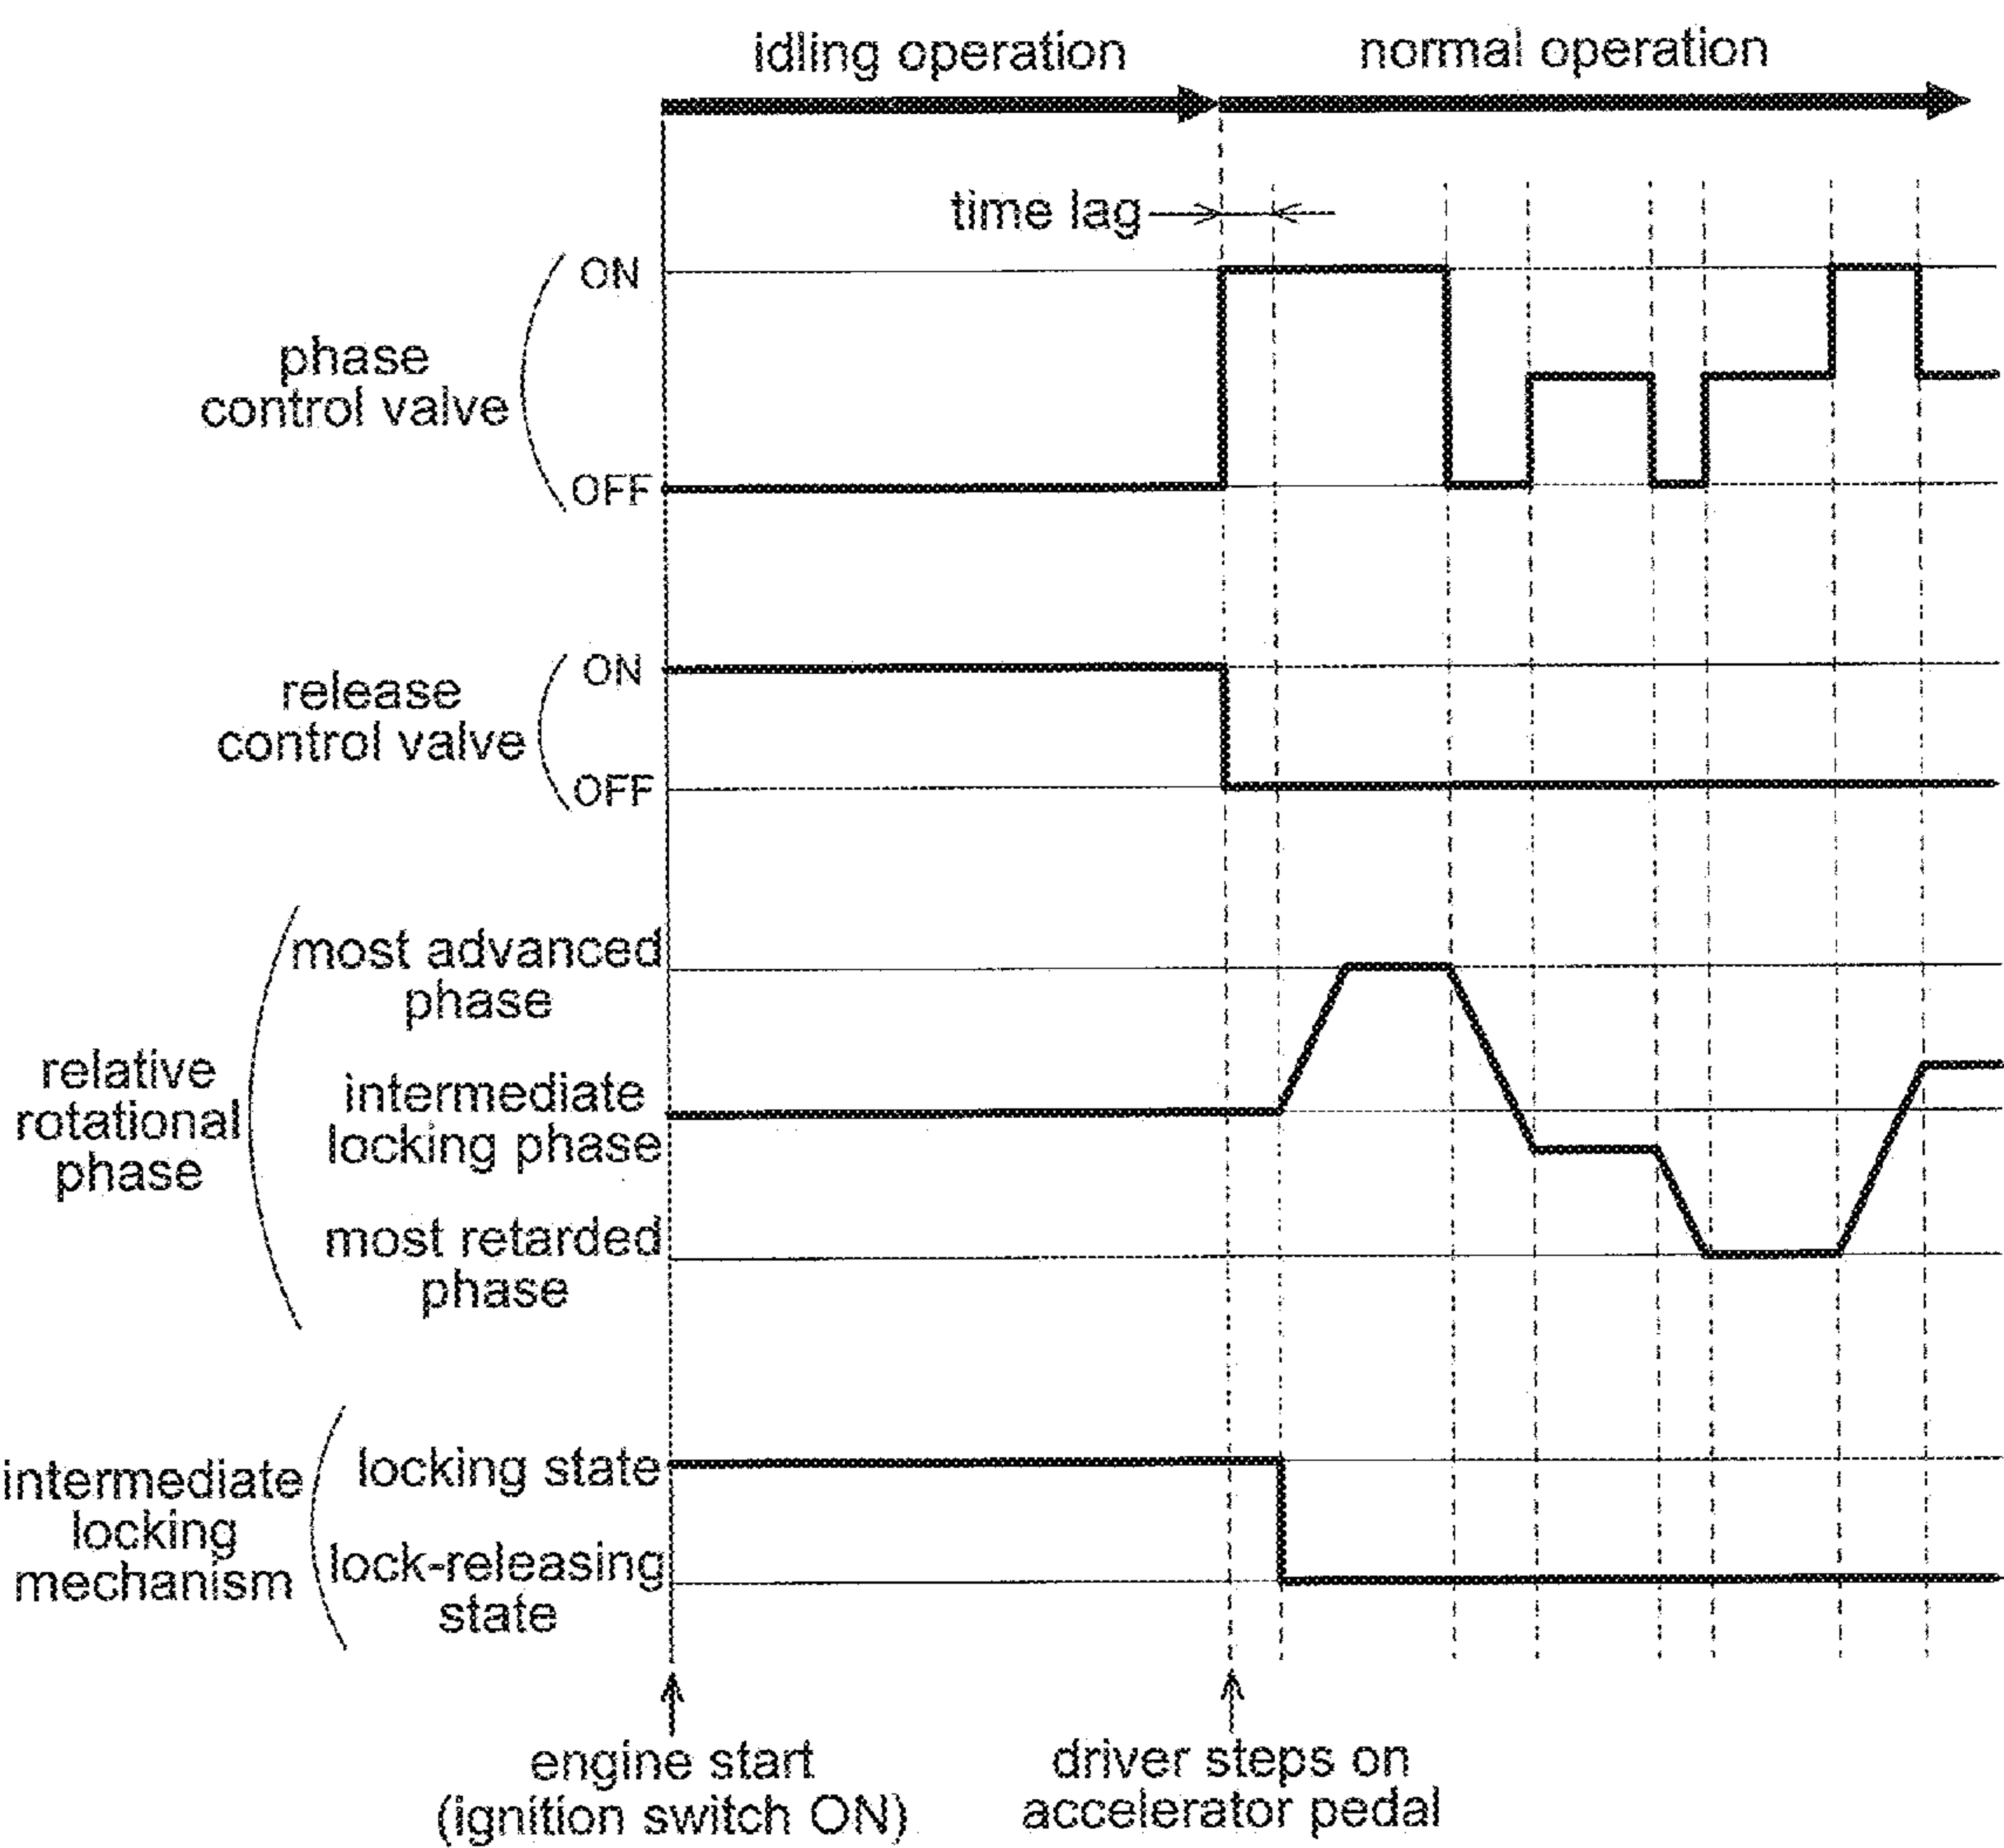 idling operation
normal operation
time lag
ON
phase
control valve
OFF
ON
release
control valve
OFF
most advanced
phase
relative
rotational
phase
intermediate
locking phase
most retarded
phase
intermediate
locking
mechanism
locking state
lock-releasing
state
engine start
(ignition switch ON)
driver steps on
accelerator pedal